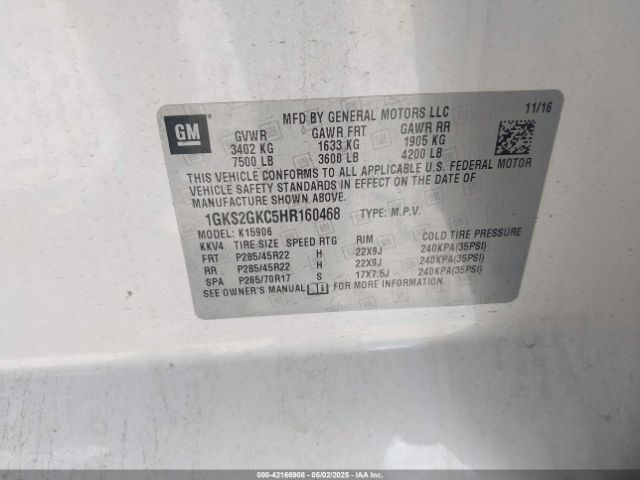 MFD BY GENERAL MOTORS LLC 11/16
GM
GVWR GAWR FRT GAWR RR
3402 KG 1633 KG 1905 KG
7500 LB 3600 LB 4200 LB
THIS VEHICLE CONFORMS TO ALL APPLICABLE U.S. FEDERAL MOTOR
VEHICLE SAFETY STANDARDS IN EFFECT ON THE DATE OF
MANUFACTURE SHOWN ABOVE.
1GKS2GKC5HR160468 TYPE: M.P.V.
MODEL: K15906
KKV4 TIRE SIZE SPEED RTG RIM COLD TIRE PRESSURE
FRT P285/45R22 H 22X9J 240KPA(35PSI)
RR P285/45R22 H 22X9J 240KPA(35PSI)
SPA P265/70R17 S 17X7.5J 240KPA(35PSI)
SEE OWNER'S MANUAL FOR MORE INFORMATION.
000-42166908 - 05/02/2025 - IAAI.COM